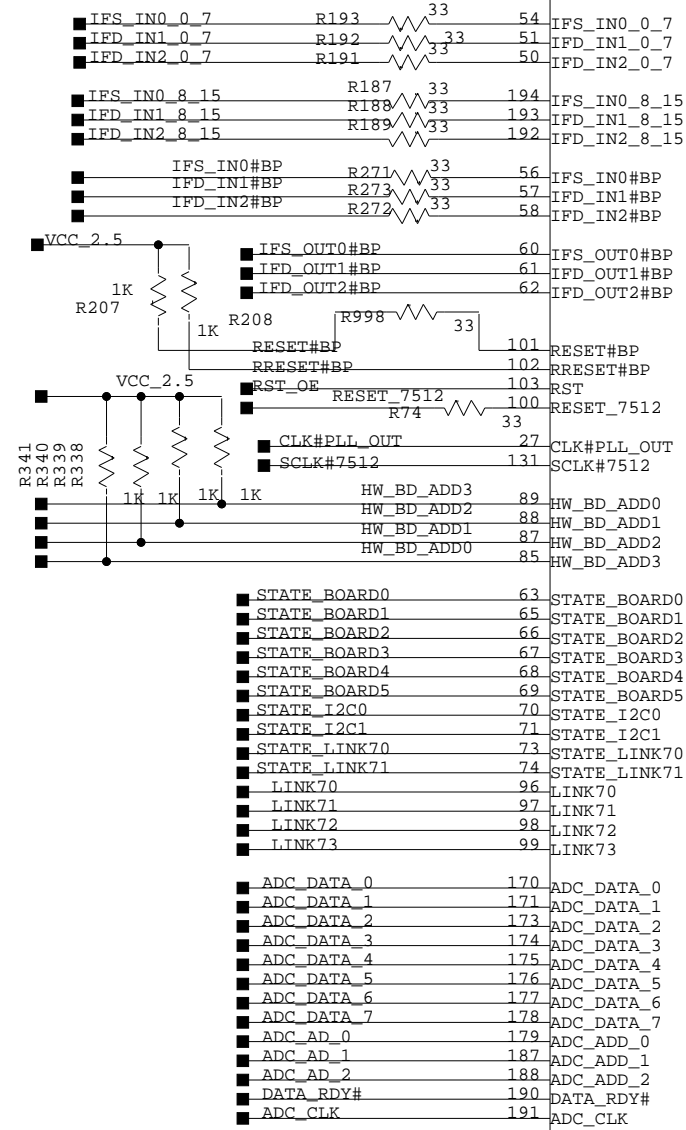 IFS_IN0_0_7 R193 33 54 IFS_IN0_0_7
IFD_IN1_0_7 R192 33 51 IFD_IN1_0_7
IFD_IN2_0_7 R191 33 50 IFD_IN2_0_7
IFS_IN0_8_15 R187 33 194 IFS_IN0_8_15
IFD_IN1_8_15 R188 33 193 IFD_IN1_8_15
IFD_IN2_8_15 R189 33 192 IFD_IN2_8_15
IFS_IN0#BP R271 33 56 IFS_IN0#BP
IFD_IN1#BP R273 33 57 IFD_IN1#BP
IFD_IN2#BP R272 33 58 IFD_IN2#BP
VCC_2.5
IFS_OUT0#BP 60 IFS_OUT0#BP
IFD_OUT1#BP 61 IFD_OUT1#BP
IFD_OUT2#BP 62 IFD_OUT2#BP
1K
R207
1K
R208
R998 33
RESET#BP 101 RESET#BP
RRESET#BP 102 RRESET#BP
VCC_2.5
RST_OE 103 RST
RESET_7512 100 RESET_7512
R74 33
CLK#PLL_OUT 27 CLK#PLL_OUT
SCLK#7512 131 SCLK#7512
R341
R340
R339
R338
1K 1K 1K 1K
HW_BD_ADD3 89 HW_BD_ADD0
HW_BD_ADD2 88 HW_BD_ADD1
HW_BD_ADD1 87 HW_BD_ADD2
HW_BD_ADD0 85 HW_BD_ADD3
STATE_BOARD0 63 STATE_BOARD0
STATE_BOARD1 65 STATE_BOARD1
STATE_BOARD2 66 STATE_BOARD2
STATE_BOARD3 67 STATE_BOARD3
STATE_BOARD4 68 STATE_BOARD4
STATE_BOARD5 69 STATE_BOARD5
STATE_I2C0 70 STATE_I2C0
STATE_I2C1 71 STATE_I2C1
STATE_LINK70 73 STATE_LINK70
STATE_LINK71 74 STATE_LINK71
LINK70 96 LINK70
LINK71 97 LINK71
LINK72 98 LINK72
LINK73 99 LINK73
ADC_DATA_0 170 ADC_DATA_0
ADC_DATA_1 171 ADC_DATA_1
ADC_DATA_2 173 ADC_DATA_2
ADC_DATA_3 174 ADC_DATA_3
ADC_DATA_4 175 ADC_DATA_4
ADC_DATA_5 176 ADC_DATA_5
ADC_DATA_6 177 ADC_DATA_6
ADC_DATA_7 178 ADC_DATA_7
ADC_AD_0 179 ADC_ADD_0
ADC_AD_1 187 ADC_ADD_1
ADC_AD_2 188 ADC_ADD_2
DATA_RDY# 190 DATA_RDY#
ADC_CLK 191 ADC_CLK